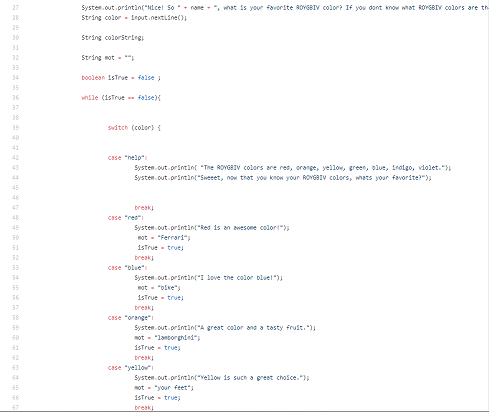 27 System.out.println("Nice! So " + name + ", what is your favorite ROYGBIV color? If you dont know what ROYGBIV colors are th
28 String color = input.nextLine();
29
30 String colorString;
31
32 String mot = "";
33
34 boolean isTrue = false ;
35
36 while (isTrue == false){
37
38
39 switch (color) {
40
41
42 case "help":
43 System.out.println( "The ROYGBIV colors are red, orange, yellow, green, blue, indigo, violet.");
44 System.out.println("Sweeet, now that you know your ROYGBIV colors, whats your favorite?");
45
46
47 break;
48 case "red":
49 System.out.println("Red is an awesome color!");
50 mot = "Ferrari";
51 isTrue = true;
52 break;
53 case "blue":
54 System.out.println("I love the color blue!");
55 mot = "bike";
56 isTrue = true;
57 break;
58 case "orange":
59 System.out.println("A great color and a tasty fruit.");
60 mot = "lamborghini";
61 isTrue = true;
62 break;
63 case "yellow":
64 System.out.println("Yellow is such a great choice.");
65 mot = "your feet";
66 isTrue = true;
67 break;